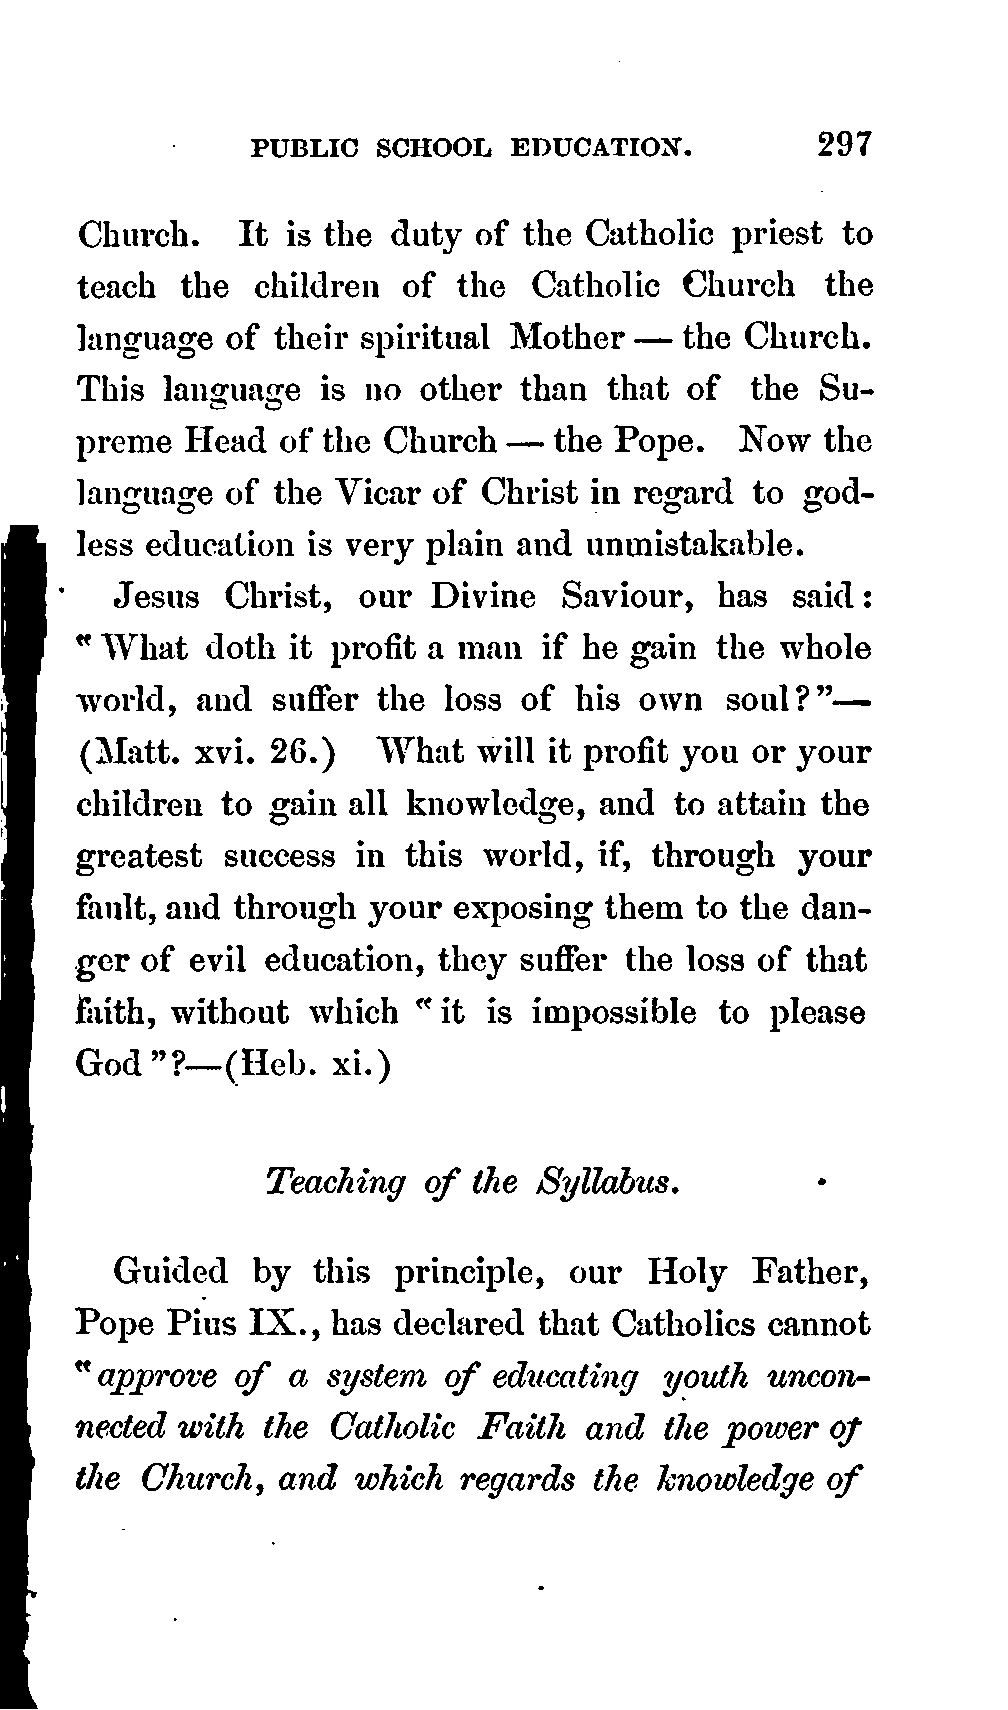 PUBLIC SCHOOL EDUCATION. 297
Church. It is the duty of the Catholic priest to
teach the children of the Catholic Church the
language of their spiritual Mother — the Church.
This language is no other than that of the Su-
preme Head of the Church — the Pope. Now the
language of the Vicar of Christ in regard to god-
less education is very plain and unmistakable.
Jesus Christ, our Divine Saviour, has said:
"What doth it profit a man if he gain the whole
world, and suffer the loss of his own soul?"—
(Matt. xvi. 26.) What will it profit you or your
children to gain all knowledge, and to attain the
greatest success in this world, if, through your
fault, and through your exposing them to the dan-
ger of evil education, they suffer the loss of that
faith, without which "it is impossible to please
God"?—(Heb. xi.)
Teaching of the Syllabus.
Guided by this principle, our Holy Father,
Pope Pius IX., has declared that Catholics cannot
"approve of a system of educating youth uncon-
nected with the Catholic Faith and the power of
the Church, and which regards the knowledge of